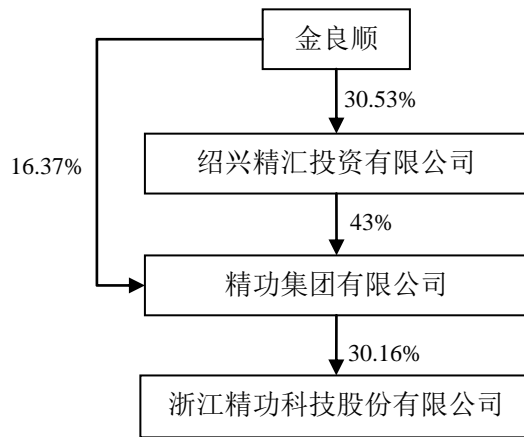 金良顺
30.53%
绍兴精汇投资有限公司
16.37%
43%
精功集团有限公司
30.16%
浙江精功科技股份有限公司